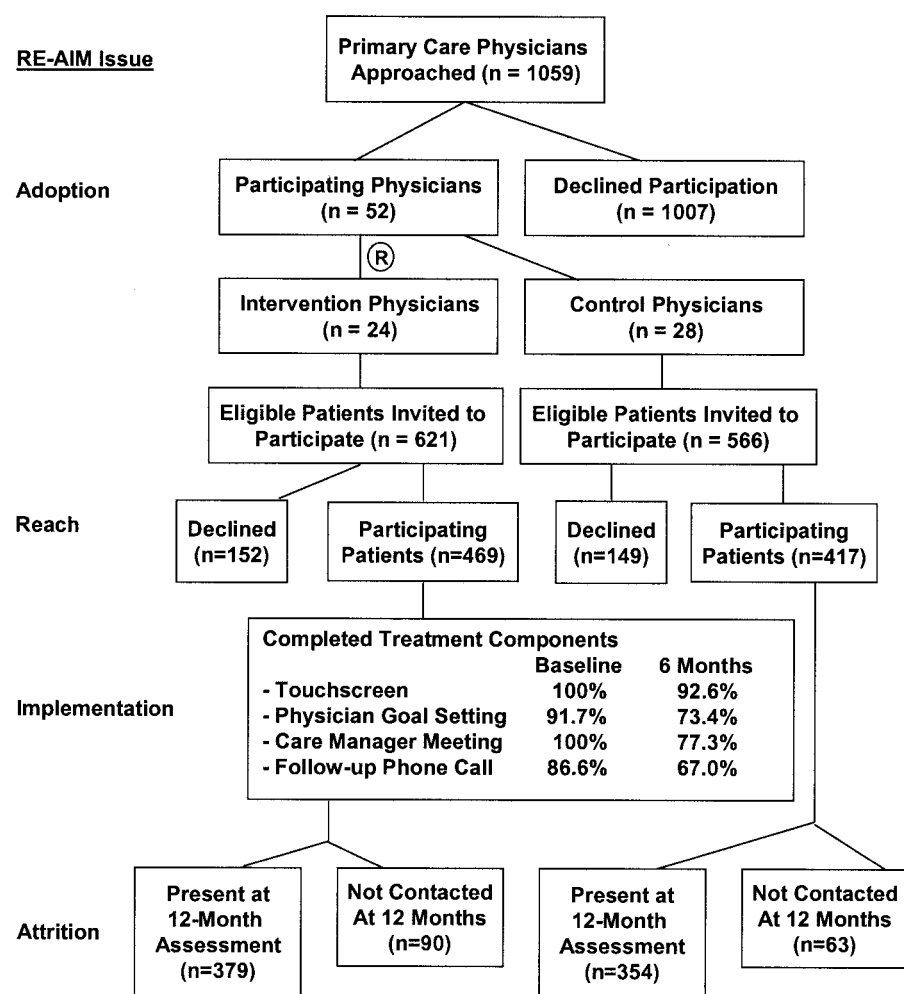 RE-AIM Issue
Primary Care Physicians
Approached (n = 1059)
Adoption
Participating Physicians
(n = 52)
Declined Participation
(n = 1007)
R
Intervention Physicians
(n = 24)
Control Physicians
(n = 28)
Eligible Patients Invited to
Participate (n = 621)
Eligible Patients Invited to
Participate (n = 566)
Reach
Declined
(n=152)
Participating
Patients (n=469)
Declined
(n=149)
Participating
Patients (n=417)
Implementation
Completed Treatment Components
Baseline 6 Months
- Touchscreen 100% 92.6%
- Physician Goal Setting 91.7% 73.4%
- Care Manager Meeting 100% 77.3%
- Follow-up Phone Call 86.6% 67.0%
Attrition
Present at
12-Month
Assessment
(n=379)
Not Contacted
At 12 Months
(n=90)
Present at
12-Month
Assessment
(n=354)
Not Contacted
At 12 Months
(n=63)